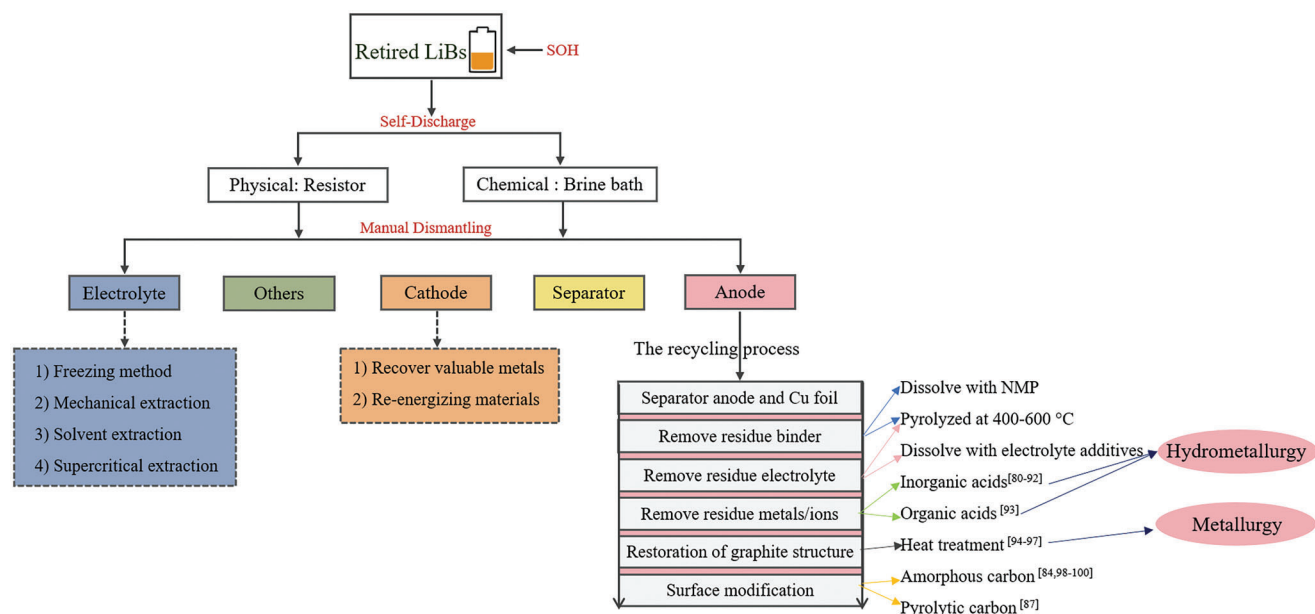 Retired LiBs
SOH
Self-Discharge
Physical: Resistor
Chemical : Brine bath
Manual Dismantling
Electrolyte
Others
Cathode
Separator
Anode
1) Freezing method
2) Mechanical extraction
3) Solvent extraction
4) Supercritical extraction
1) Recover valuable metals
2) Re-energizing materials
The recycling process
Separator anode and Cu foil
Remove residue binder
Remove residue electrolyte
Remove residue metals/ions
Restoration of graphite structure
Surface modification
Dissolve with NMP
Pyrolyzed at 400-600 °C
Dissolve with electrolyte additives
Inorganic acids[80-92]
Organic acids [93]
Heat treatment [94-97]
Amorphous carbon [84,98-100]
Pyrolytic carbon [87]
Hydrometallurgy
Metallurgy